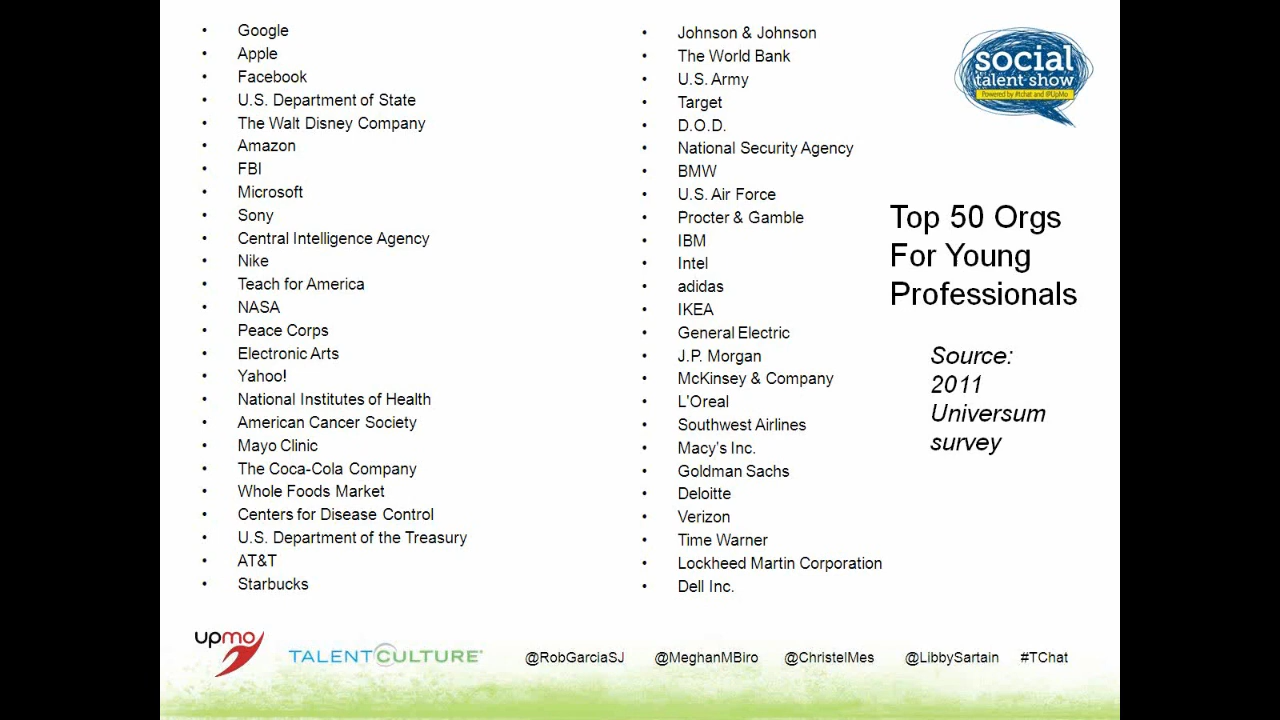 • Google
• Apple
• Facebook
• U.S. Department of State
• The Walt Disney Company
• Amazon
• FBI
• Microsoft
• Sony
• Central Intelligence Agency
• Nike
• Teach for America
• NASA
• Peace Corps
• Electronic Arts
• Yahoo!
• National Institutes of Health
• American Cancer Society
• Mayo Clinic
• The Coca-Cola Company
• Whole Foods Market
• Centers for Disease Control
• U.S. Department of the Treasury
• AT&T
• Starbucks
• Johnson & Johnson
• The World Bank
• U.S. Army
• Target
• D.O.D.
• National Security Agency
• BMW
• U.S. Air Force
• Procter & Gamble
• IBM
• Intel
• adidas
• IKEA
• General Electric
• J.P. Morgan
• McKinsey & Company
• L'Oreal
• Southwest Airlines
• Macy's Inc.
• Goldman Sachs
• Deloitte
• Verizon
• Time Warner
• Lockheed Martin Corporation
• Dell Inc.
social
talent show
Powered by #tchat and @UpMo
Top 50 Orgs
For Young
Professionals
Source:
2011
Universum
survey
upmo
TALENTCULTURE
@RobGarciaSJ @MeghanMBiro @ChristelMes @LibbySartain #TChat